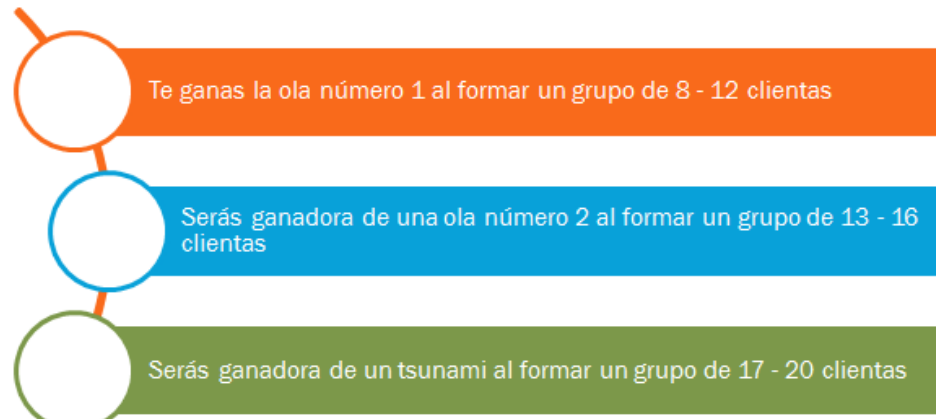 Te ganas la ola número 1 al formar un grupo de 8 - 12 clientas
Serás ganadora de una ola número 2 al formar un grupo de 13 - 16
clientas
Serás ganadora de un tsunami al formar un grupo de 17 - 20 clientas